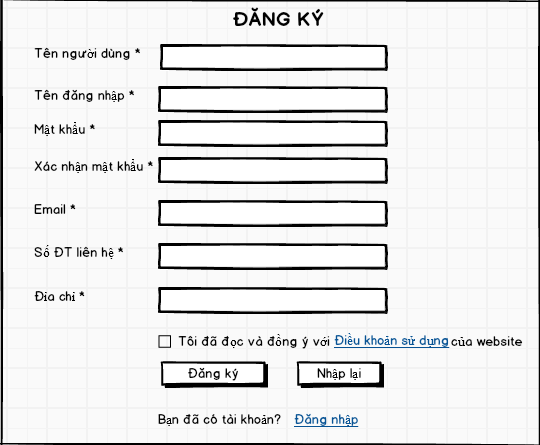 ĐĂNG KÝ
Tên người dùng *
Tên đăng nhập *
Mật khẩu *
Xác nhận mật khẩu *
Email *
Số ĐT liên hệ *
Địa chỉ *
Tôi đã đọc và đồng ý với Điều khoản sử dụng của website
Đăng ký Nhập lại
Bạn đã có tài khoản? Đăng nhập